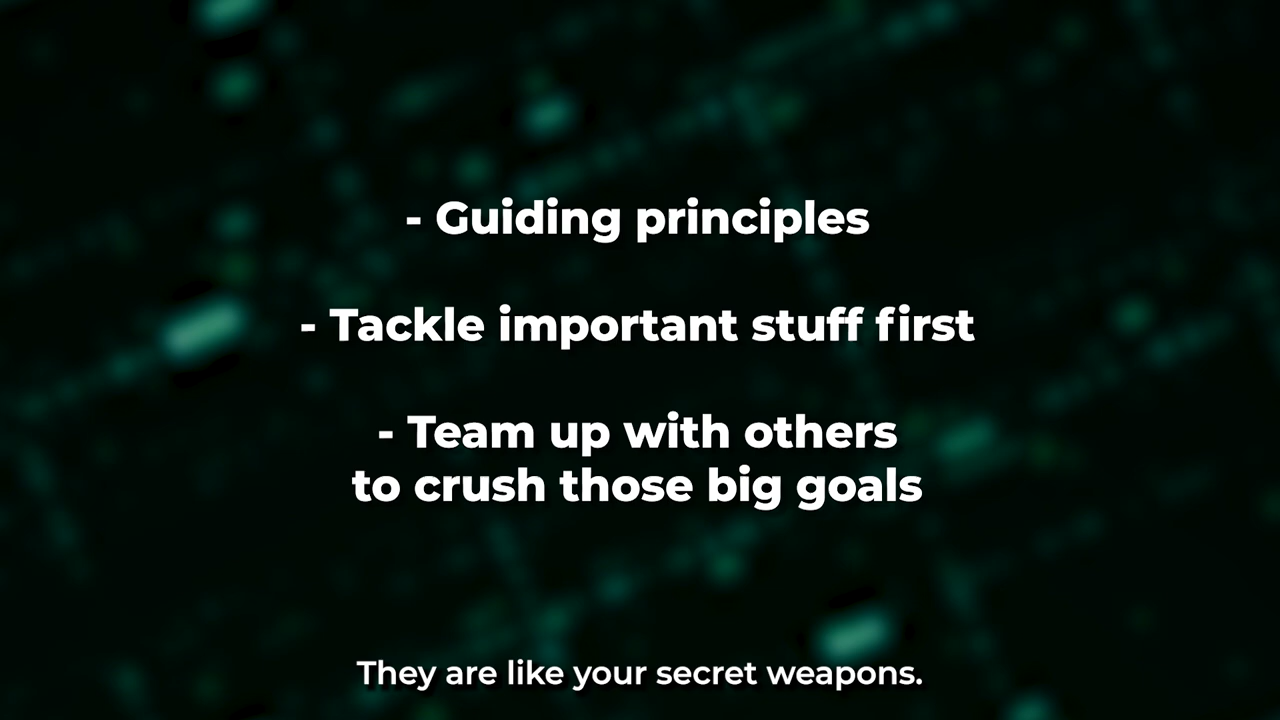 - Guiding principles
- Tackle important stuff first
- Team up with others
to crush those big goals
They are like your secret weapons.